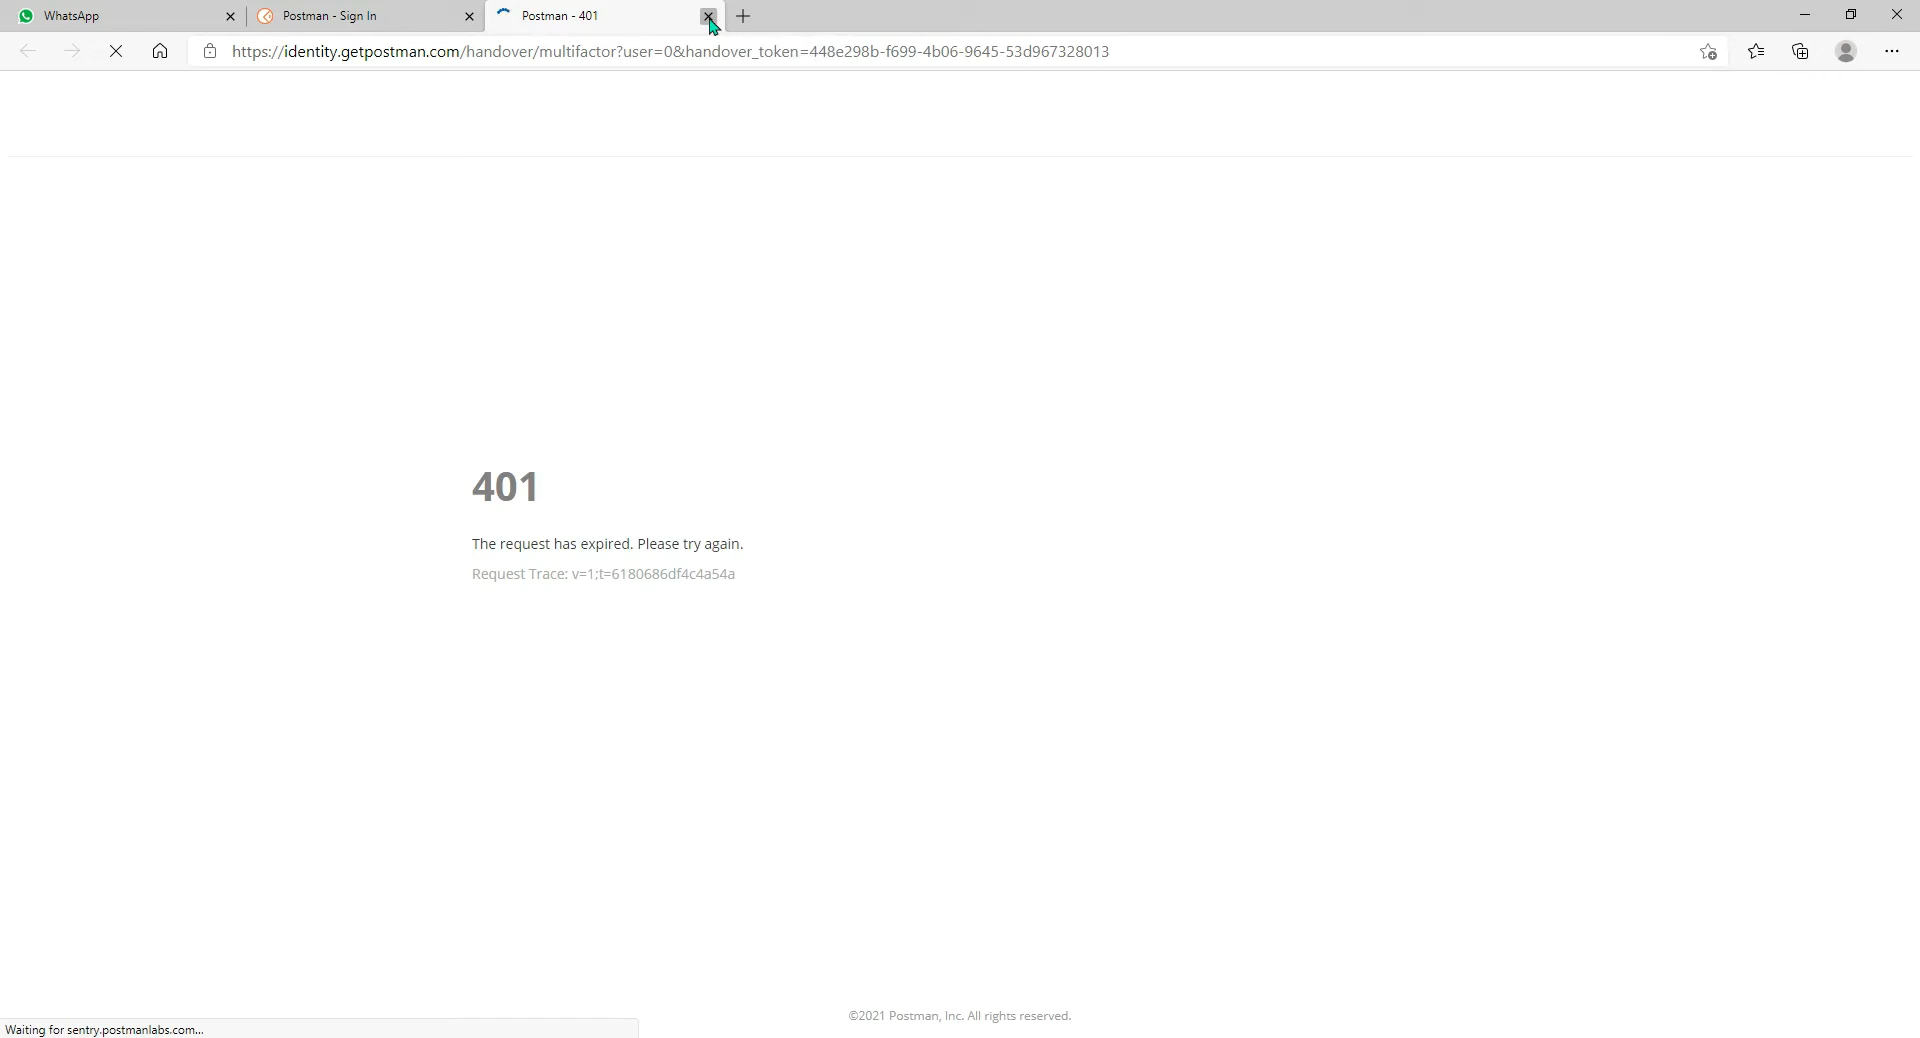 WhatsApp
Postman - Sign In
Postman - 401
https://identity.getpostman.com/handover/multifactor?user=0&handover_token=448e298b-f699-4b06-9645-53d967328013
401
The request has expired. Please try again.
Request Trace: v=1;t=6180686df4c4a54a
©2021 Postman, Inc. All rights reserved.
Waiting for sentry.postmanlabs.com...